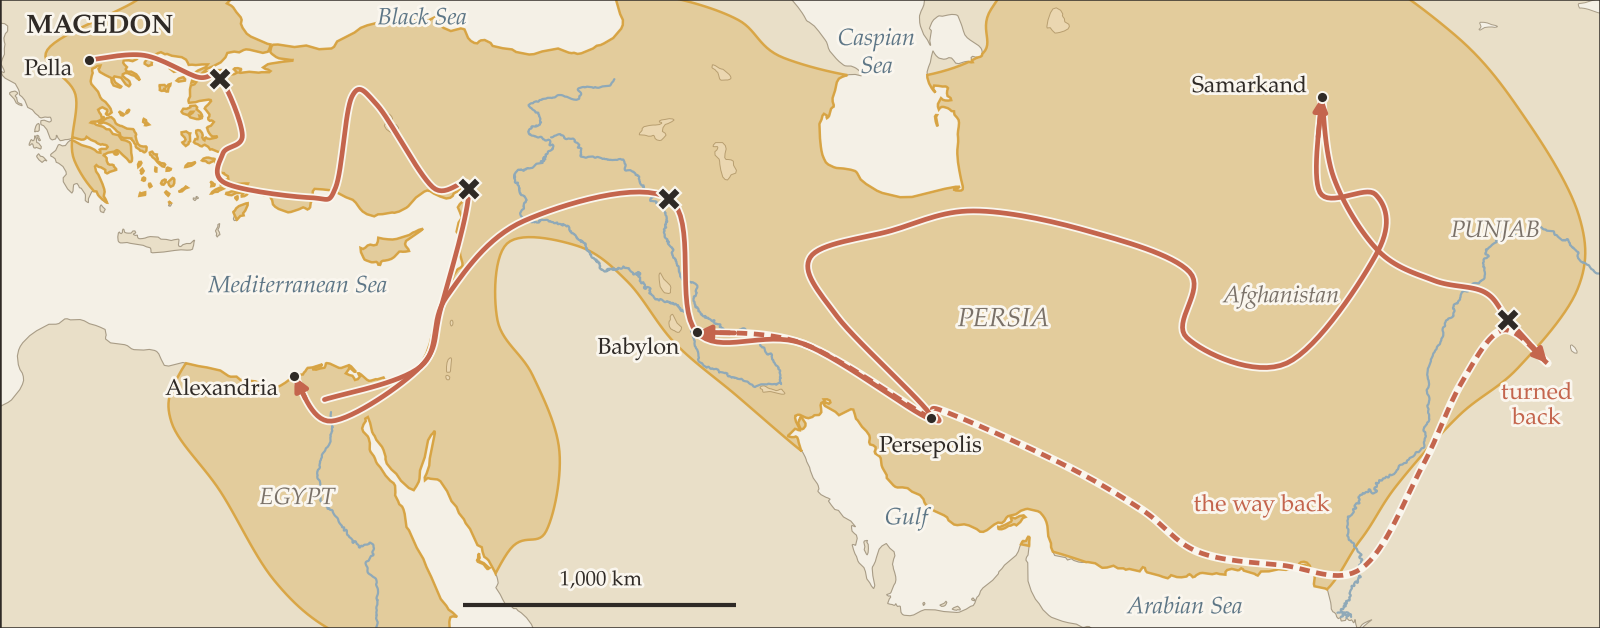 MACEDON
Black Sea
Pella
Caspian
Sea
Samarkand
PUNJAB
Mediterranean Sea
Afghanistan
PERSIA
Babylon
Alexandria
turned
back
Persepolis
EGYPT
the way back
Gulf
1,000 km
Arabian Sea